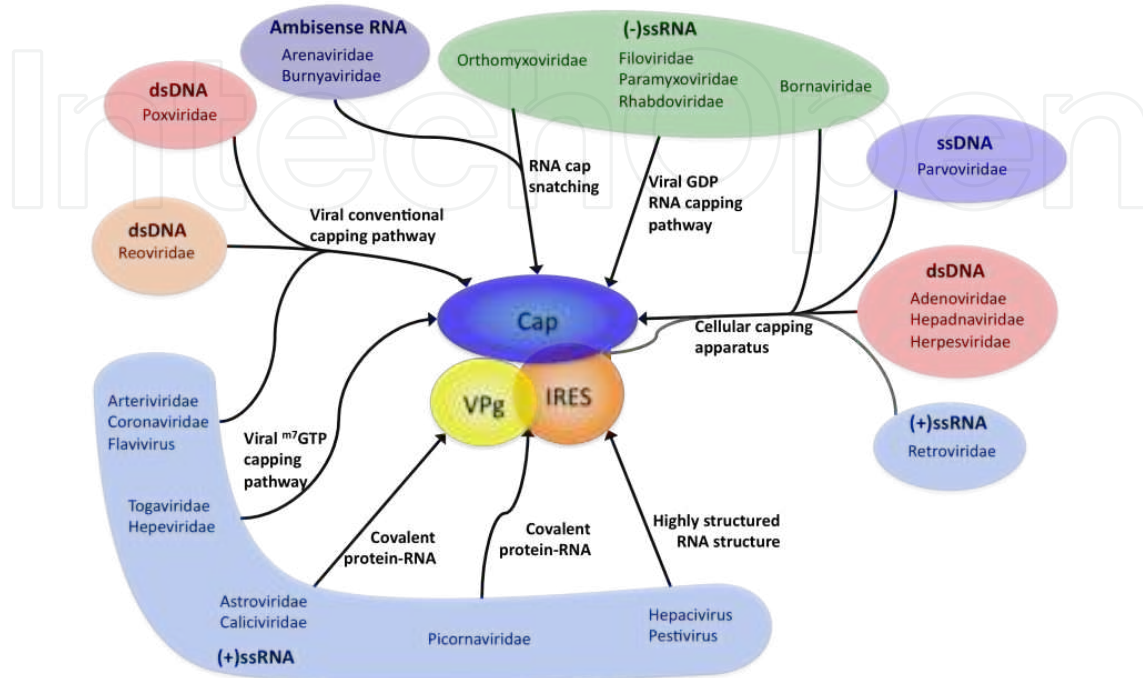 IntechOpen
Ambisense RNA
Arenaviridae
Burnyaviridae
(-)ssRNA
Orthomyxoviridae
Filoviridae
Paramyxoviridae
Rhabdoviridae
Bornaviridae
dsDNA
Poxviridae
ssDNA
Parvoviridae
RNA cap
snatching
Viral GDP
RNA capping
pathway
Viral conventional
capping pathway
dsDNA
Reoviridae
dsDNA
Adenoviridae
Hepadnaviridae
Herpesviridae
Cap
Cellular capping
apparatus
VPg
IRES
Arteriviridae
Coronaviridae
Flavivirus
(+)ssRNA
Retroviridae
Viral ᵐ⁷GTP
capping
pathway
Togaviridae
Hepeviridae
Covalent
protein-RNA
Covalent
protein-RNA
Highly structured
RNA structure
Astroviridae
Caliciviridae
Picornaviridae
Hepacivirus
Pestivirus
(+)ssRNA